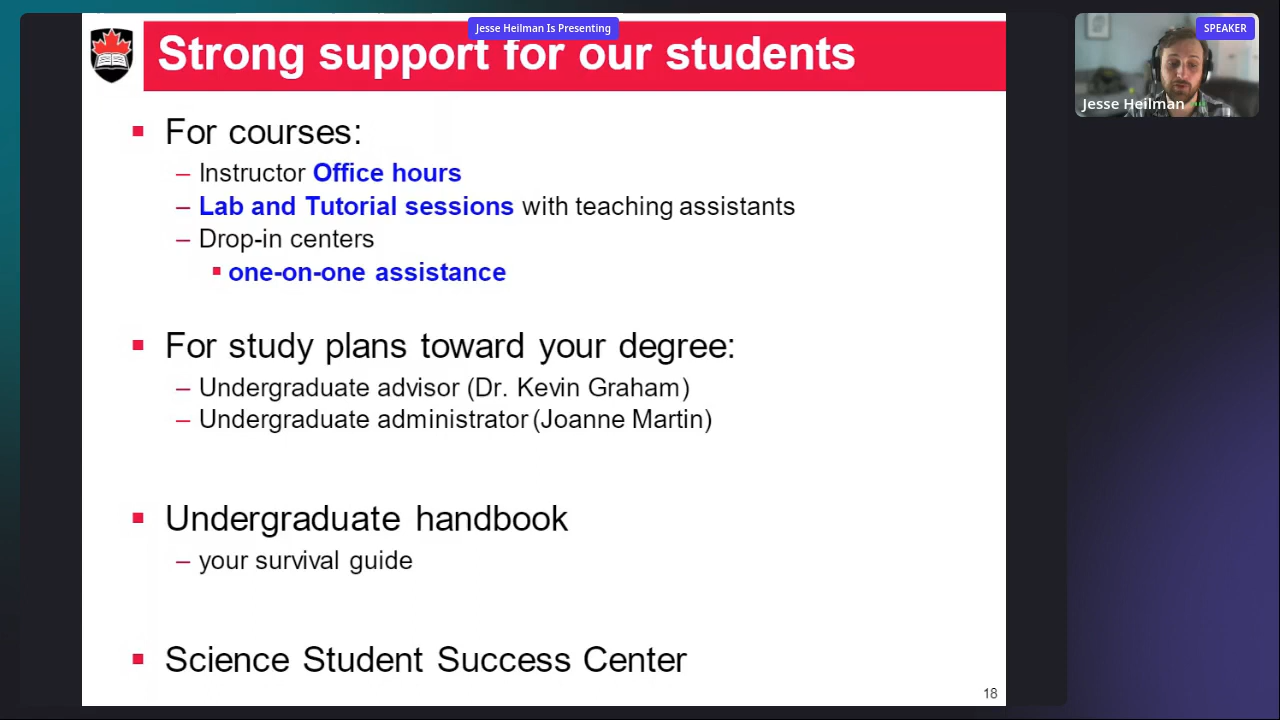 Jesse Heilman Is Presenting
SPEAKER
Strong support for our students
Jesse Heilman
▪ For courses:
– Instructor Office hours
– Lab and Tutorial sessions with teaching assistants
– Drop-in centers
▪ one-on-one assistance
▪ For study plans toward your degree:
– Undergraduate advisor (Dr. Kevin Graham)
– Undergraduate administrator (Joanne Martin)
▪ Undergraduate handbook
– your survival guide
▪ Science Student Success Center
18